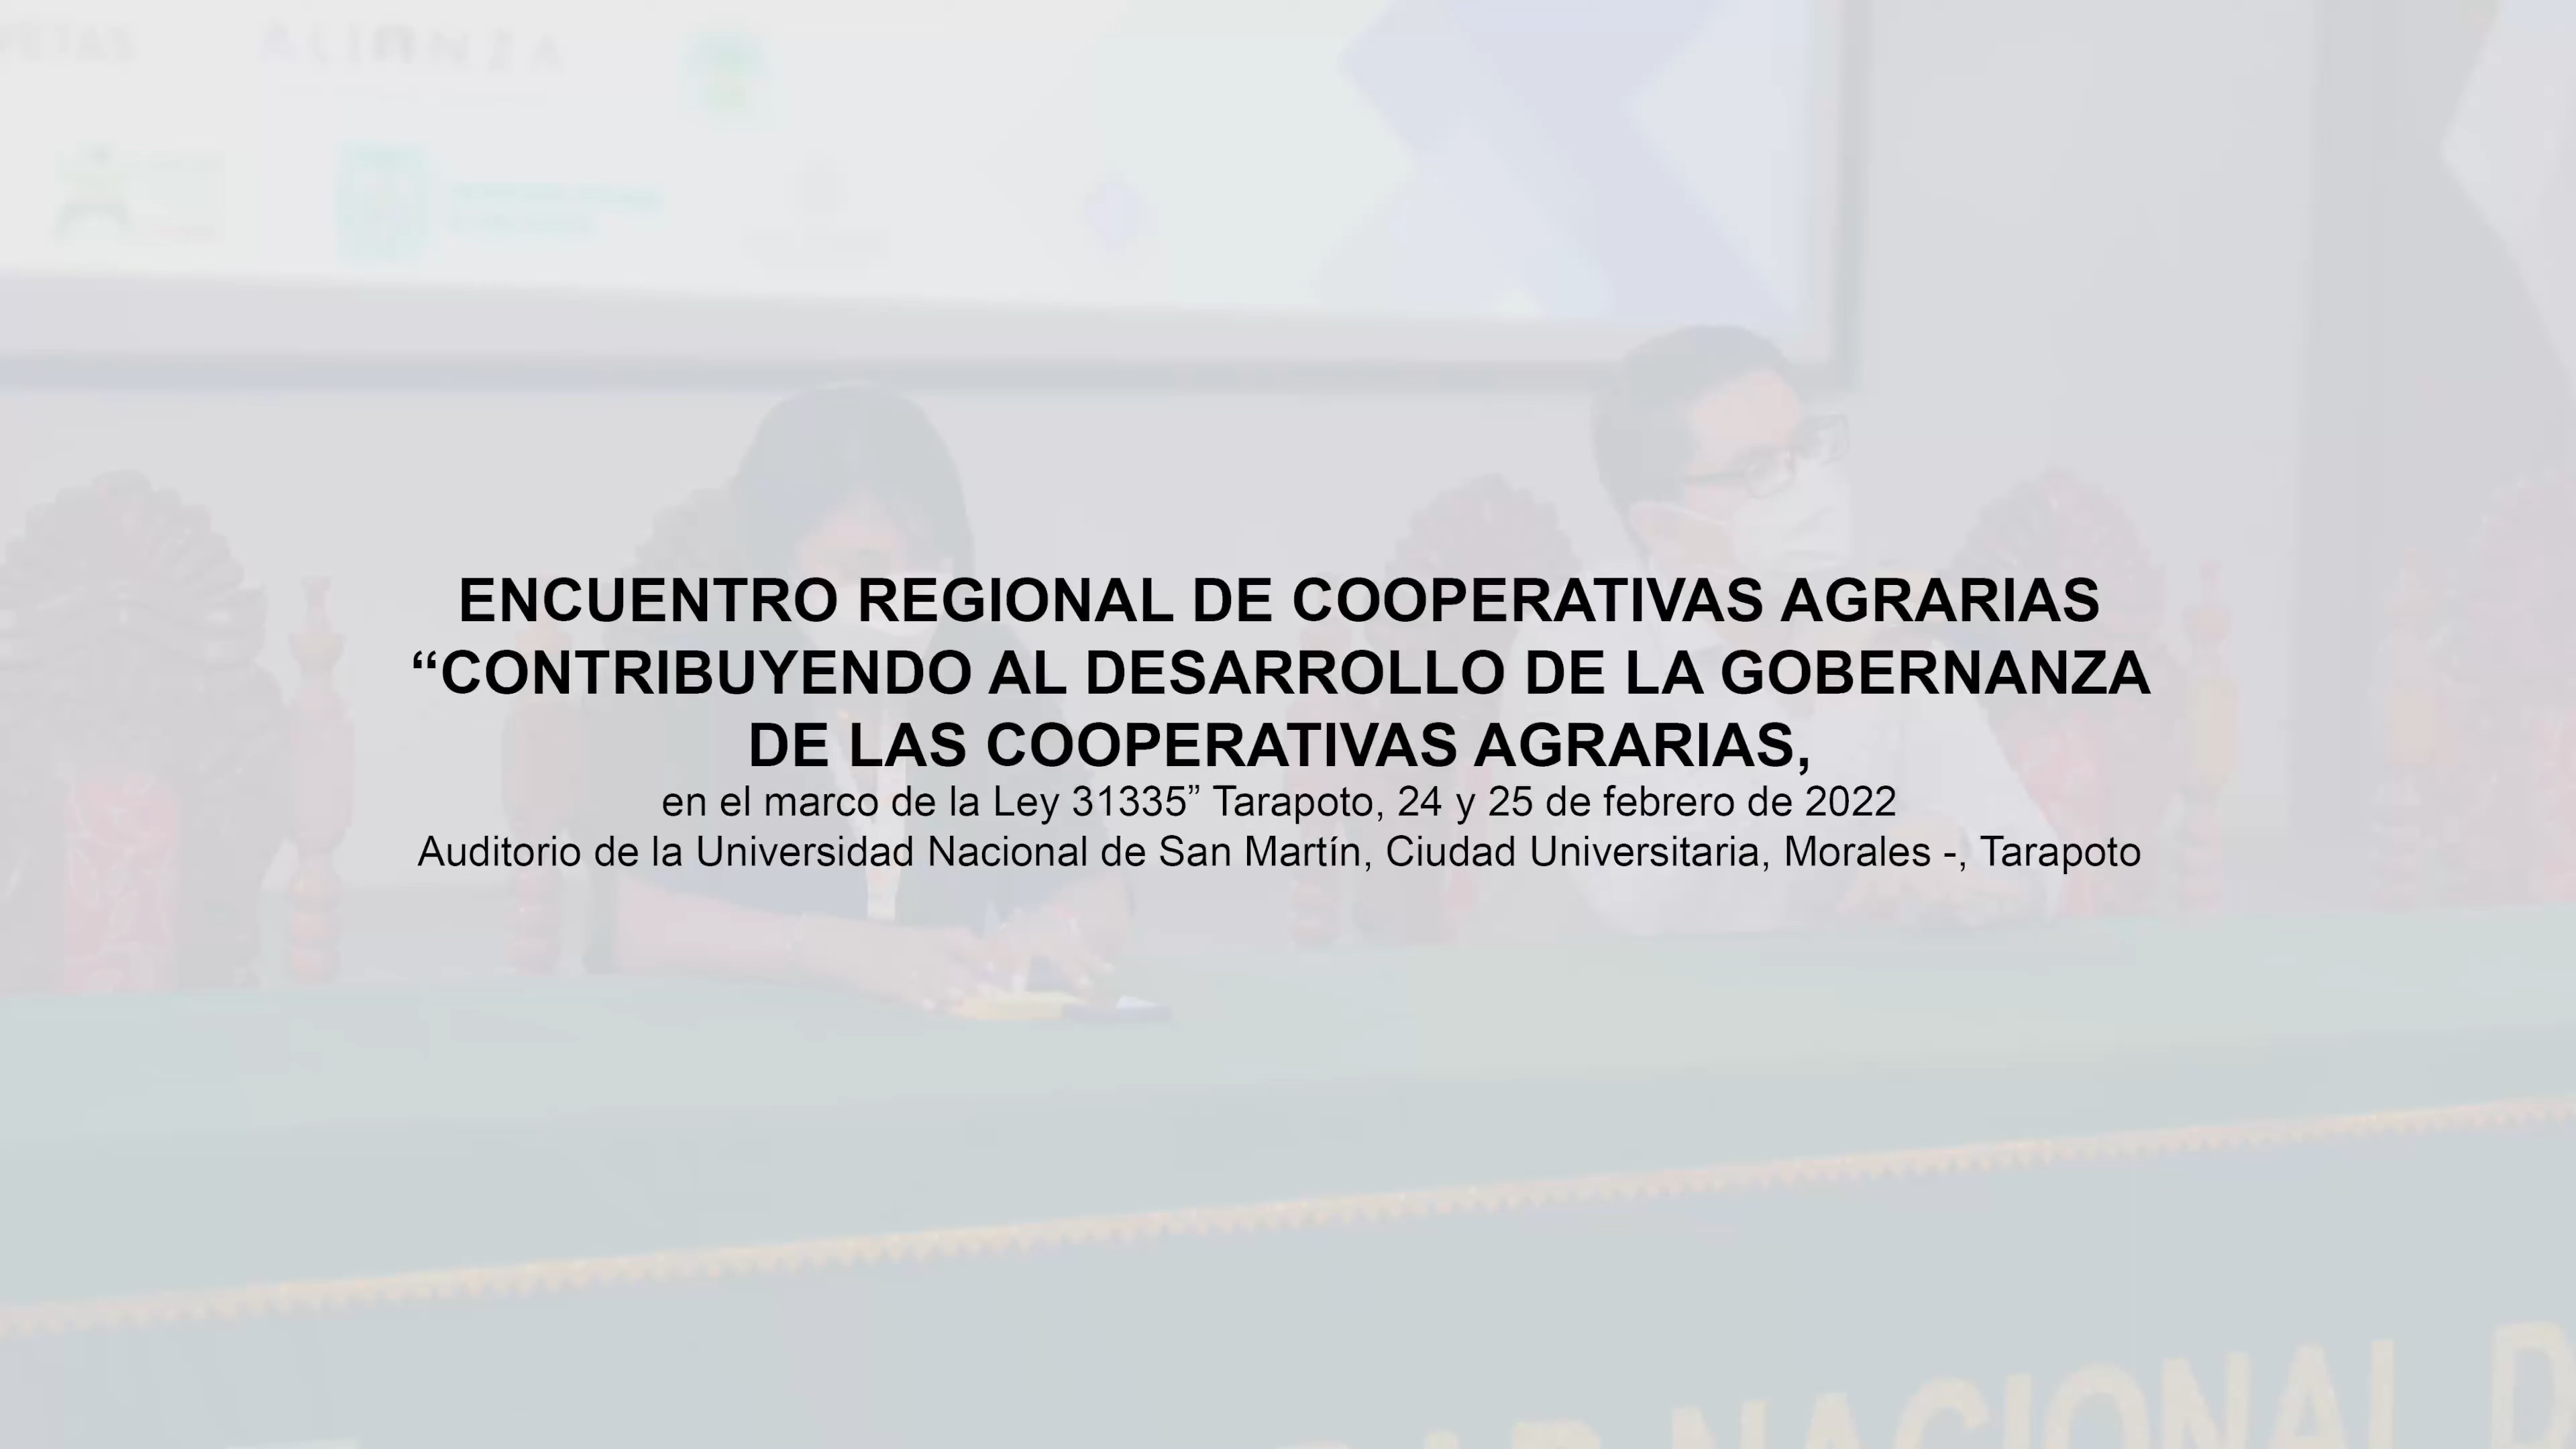 ALIANZA
ENCUENTRO REGIONAL DE COOPERATIVAS AGRARIAS
“CONTRIBUYENDO AL DESARROLLO DE LA GOBERNANZA
DE LAS COOPERATIVAS AGRARIAS,
en el marco de la Ley 31335” Tarapoto, 24 y 25 de febrero de 2022
Auditorio de la Universidad Nacional de San Martín, Ciudad Universitaria, Morales -, Tarapoto
NACIONAL D